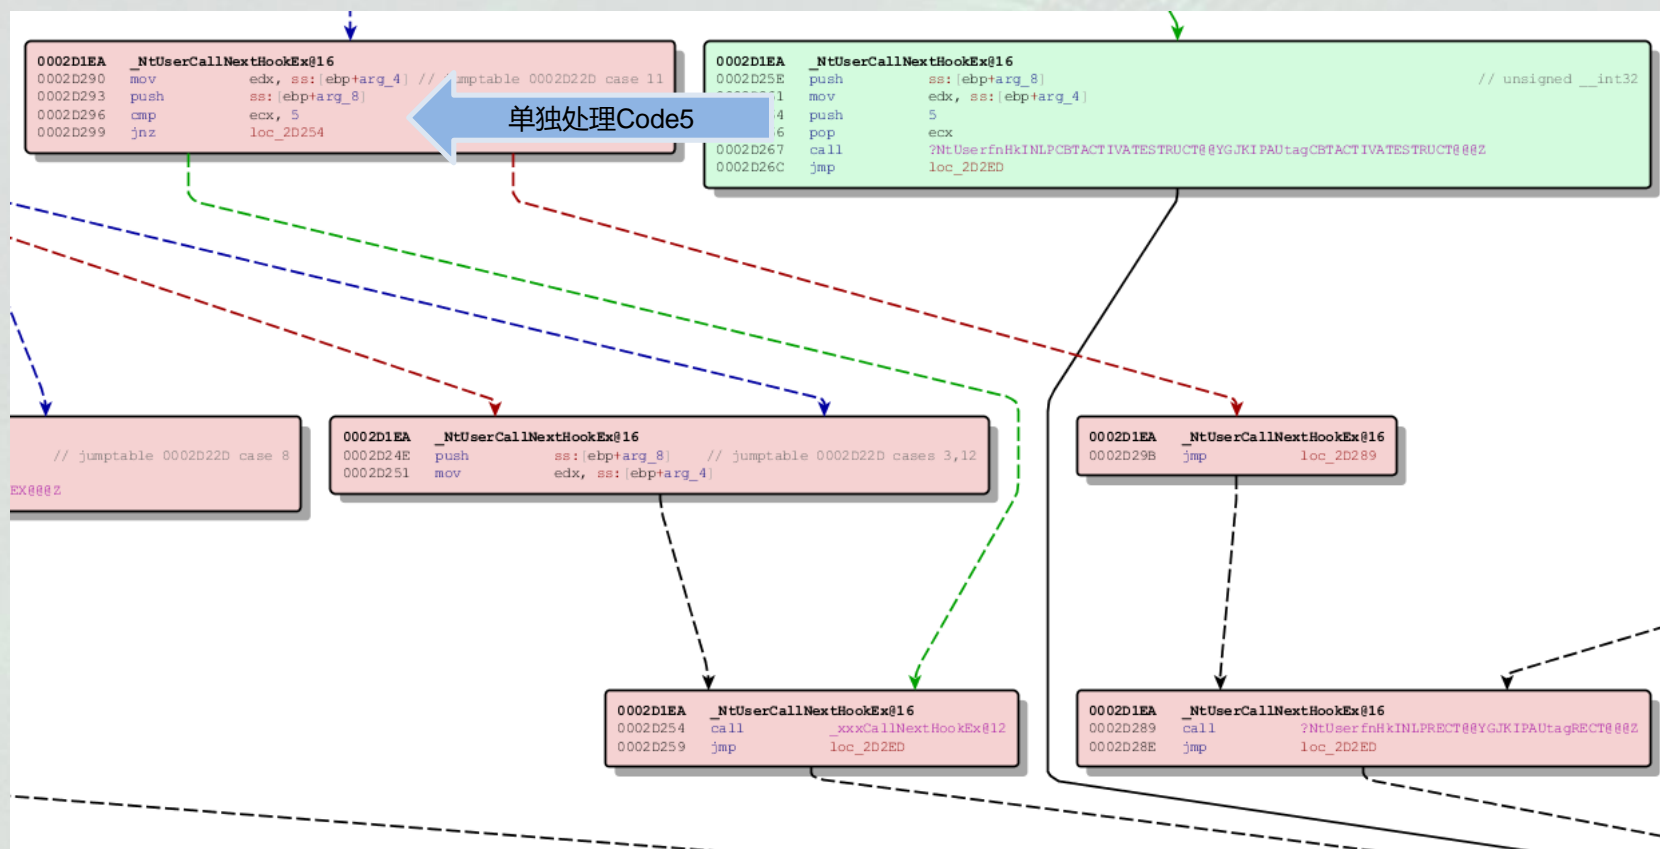 0002D1EA _NtUserCallNextHookEx@16
0002D290 mov edx, ss:[ebp+arg_4] // jumptable 0002D22D case 11
0002D293 push ss:[ebp+arg_8]
0002D296 cmp ecx, 5
0002D299 jnz loc_2D254
单独处理Code5
0002D1EA _NtUserCallNextHookEx@16
0002D25E push ss:[ebp+arg_8] // unsigned __int32
mov edx, ss:[ebp+arg_4]
push 5
pop ecx
0002D267 call ?NtUserfnHkINLPCBTACTIVATESTRUCT@@YGJKIPAUtagCBTACTIVATESTRUCT@@@Z
0002D26C jmp loc_2D2ED
// jumptable 0002D22D case 8
EX@@@Z
0002D1EA _NtUserCallNextHookEx@16
0002D24E push ss:[ebp+arg_8] // jumptable 0002D22D cases 3,12
0002D251 mov edx, ss:[ebp+arg_4]
0002D1EA _NtUserCallNextHookEx@16
0002D29B jmp loc_2D289
0002D1EA _NtUserCallNextHookEx@16
0002D254 call _xxxCallNextHookEx@12
0002D259 jmp loc_2D2ED
0002D1EA _NtUserCallNextHookEx@16
0002D289 call ?NtUserfnHkINLPRECT@@YGJKIPAUtagRECT@@@Z
0002D28E jmp loc_2D2ED